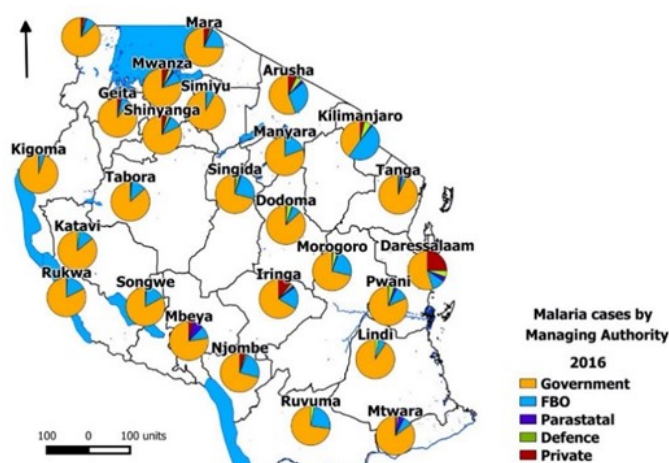 Mara
Mwanza
Simiyu
Arusha
Geita
Shinyanga
Kilimanjaro
Kigoma
Manyara
Tabora
Singida
Tanga
Dodoma
Katavi
Morogoro
Daressalaam
Rukwa
Songwe
Iringa
Pwani
Mbeya
Njombe
Lindi
Ruvuma
Mtwara
Malaria cases by
Managing Authority
2016
Government
FBO
Parastatal
Defence
Private
100 0 100 units